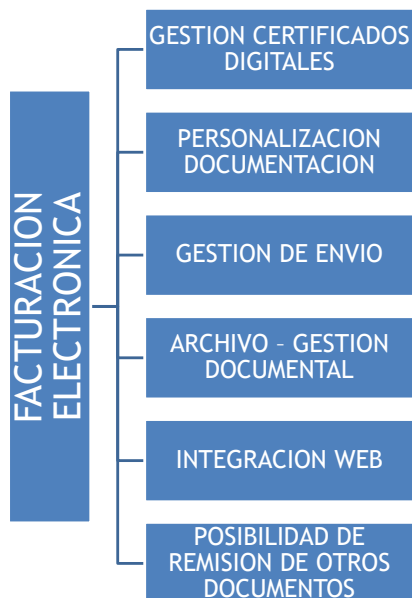 FACTURACION
ELECTRONICA
GESTION CERTIFICADOS
DIGITALES
PERSONALIZACION
DOCUMENTACION
GESTION DE ENVIO
ARCHIVO - GESTION
DOCUMENTAL
INTEGRACION WEB
POSIBILIDAD DE
REMISION DE OTROS
DOCUMENTOS